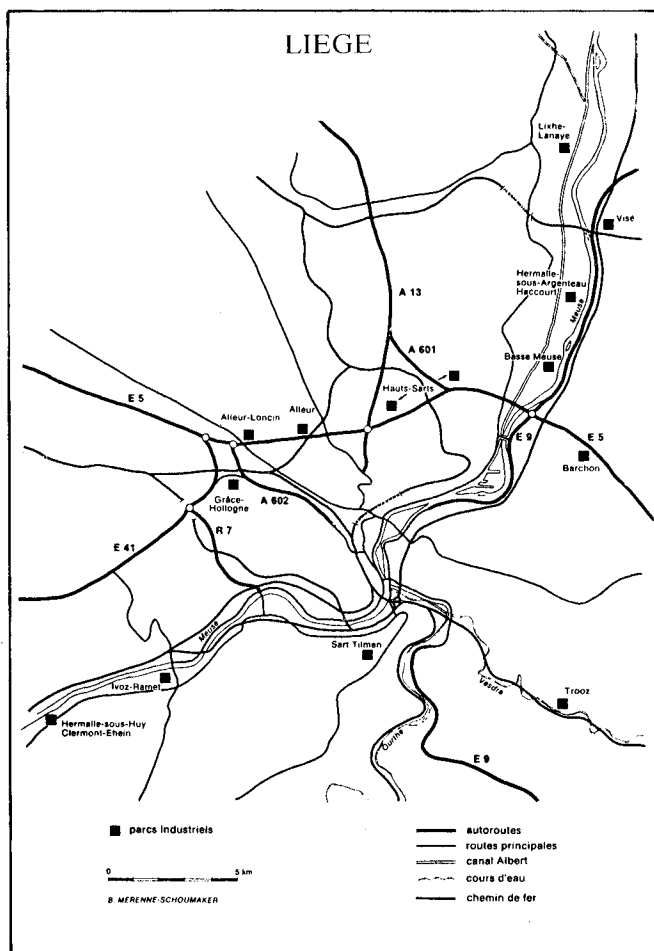 LIEGE
Lixhe-
Lanaye
Visé
Hermalle-
sous-Argenteau
Haccourt
Meuse
A 13
A 601
Basse Meuse
Hauts-Sarts
E 5
Alleur-Loncin
Alleur
E 9
E 5
Barchon
Grâce-
Hollogne
A 602
R 7
E 41
Meuse
Sart Tilman
Ivoz-Ramet
Vesdre
Trooz
Hermalle-sous-Huy
Clermont-Ehein
Ourthe
E 9
parcs Industriels
autoroutes
routes principales
canal Albert
cours d'eau
chemin de fer
0 5 km
B. MERENNE-SCHOUMAKER